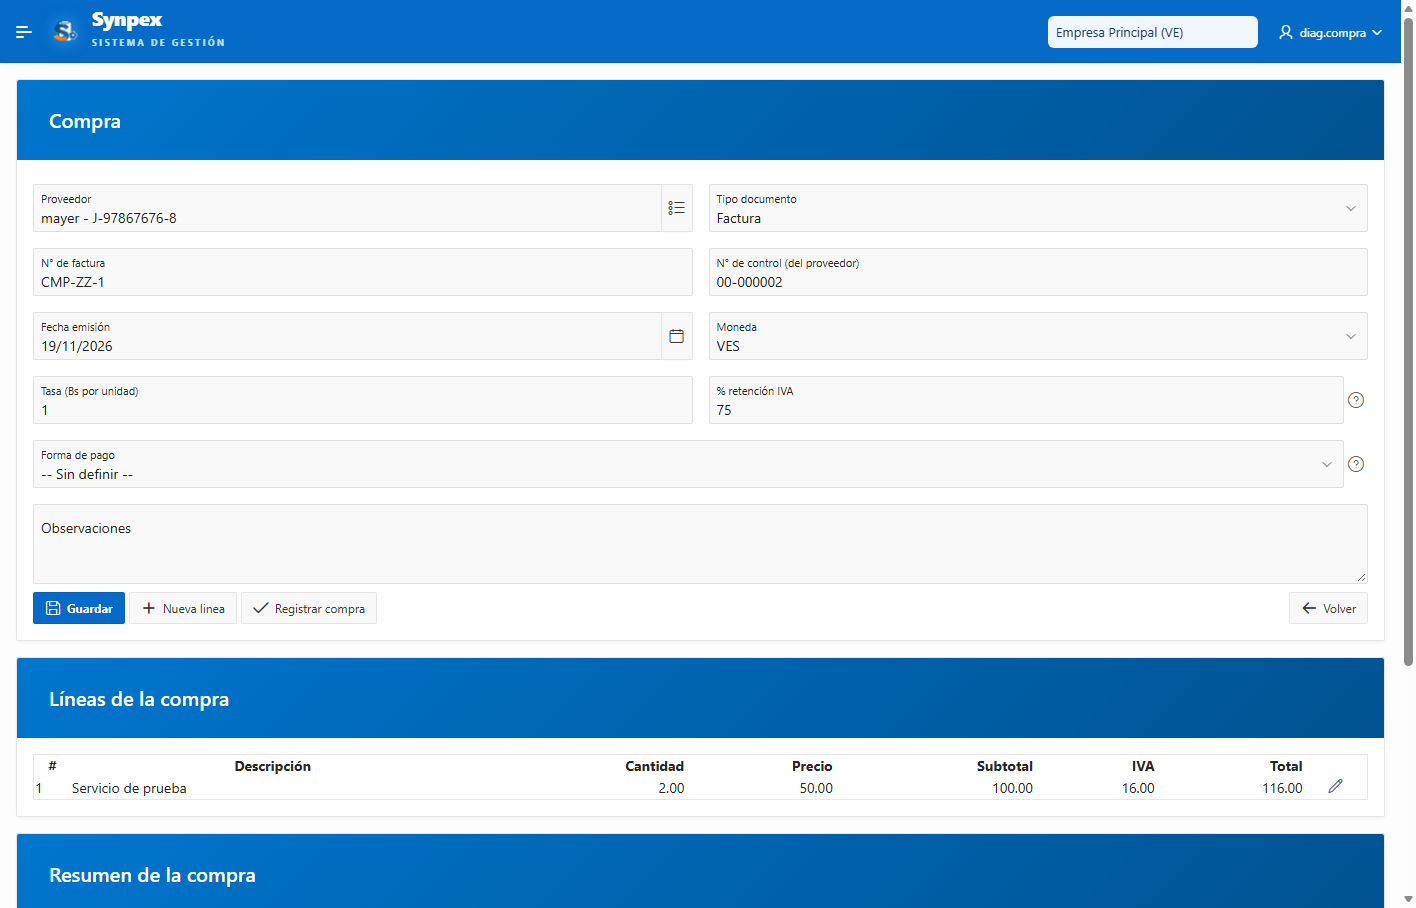 Synpex
SISTEMA DE GESTIÓN
Empresa Principal (VE)
diag.compra
Compra
Proveedor
mayer - J-97867676-8
Tipo documento
Factura
N° de factura
CMP-ZZ-1
N° de control (del proveedor)
00-000002
Fecha emisión
19/11/2026
Moneda
VES
Tasa (Bs por unidad)
1
% retención IVA
75
Forma de pago
-- Sin definir --
Observaciones
Guardar
Nueva linea
Registrar compra
Volver
Líneas de la compra
# Descripción Cantidad Precio Subtotal IVA Total
1 Servicio de prueba 2.00 50.00 100.00 16.00 116.00
Resumen de la compra